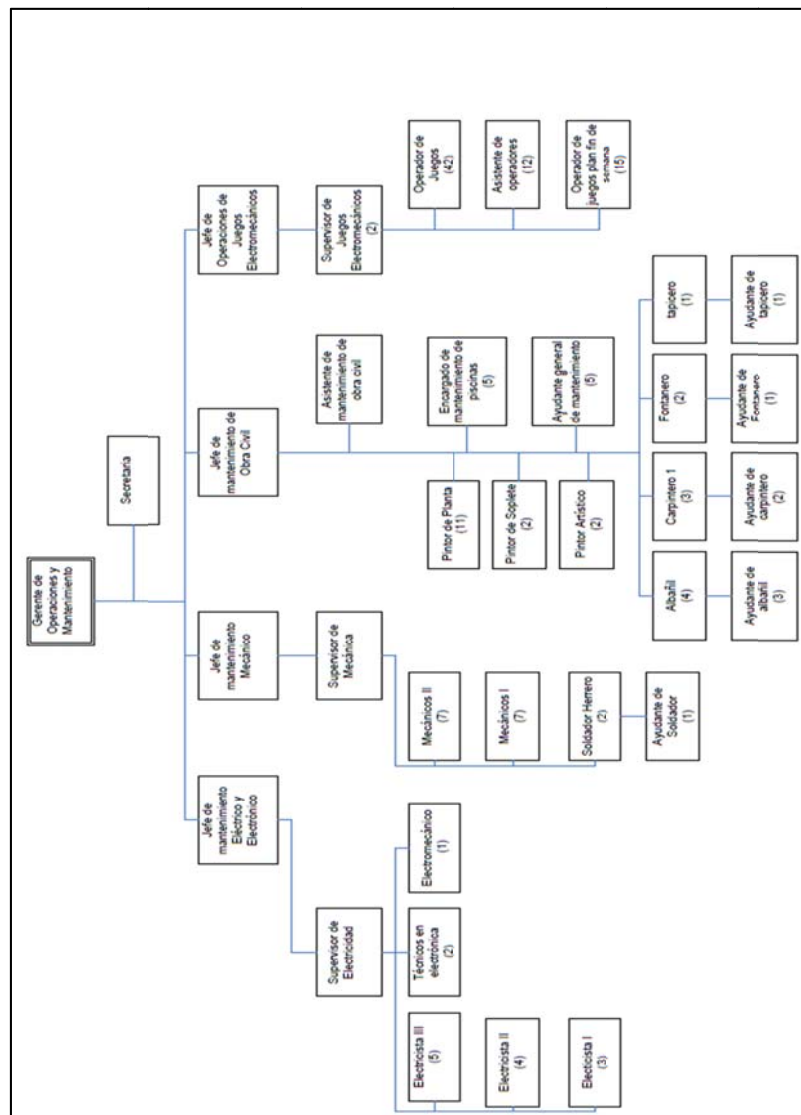 Gerente de
Operaciones y
Mantenimiento
Secretaria
Jefe de
mantenimiento
Eléctrico y
Electrónico
Jefe de
mantenimiento
Mecánico
Jefe de
mantenimiento de
Obra Civil
Jefe de
Operaciones de
Juegos
Electromecánicos
Supervisor de
Electricidad
Supervisor de
Mecánica
Asistente de
mantenimiento de
obra civil
Supervisor de
Juegos
Electromecánicos
(2)
Electricista III
(5)
Electricista II
(4)
Electicista I
(3)
Técnicos en
electrónica
(2)
Electromecánico
(1)
Mecánicos II
(7)
Mecánicos I
(7)
Soldador Herrero
(2)
Ayudante de
Soldador
(1)
Pintor de Planta
(11)
Pintor de Soplete
(2)
Pintor Artístico
(2)
Encargado de
mantenimiento de
piscinas
(5)
Ayudante general
de mantenimiento
(5)
Albañil
(4)
Carpintero 1
(3)
Fontanero
(2)
tapicero
(1)
Ayudante de
albañil
(3)
Ayudante de
carpintero
(2)
Ayudante de
Fontanero
(1)
Ayudante de
tapicero
(1)
Operador de
Juegos
(42)
Asistente de
operadores
(12)
Operador de
juegos plan fin de
semana
(15)